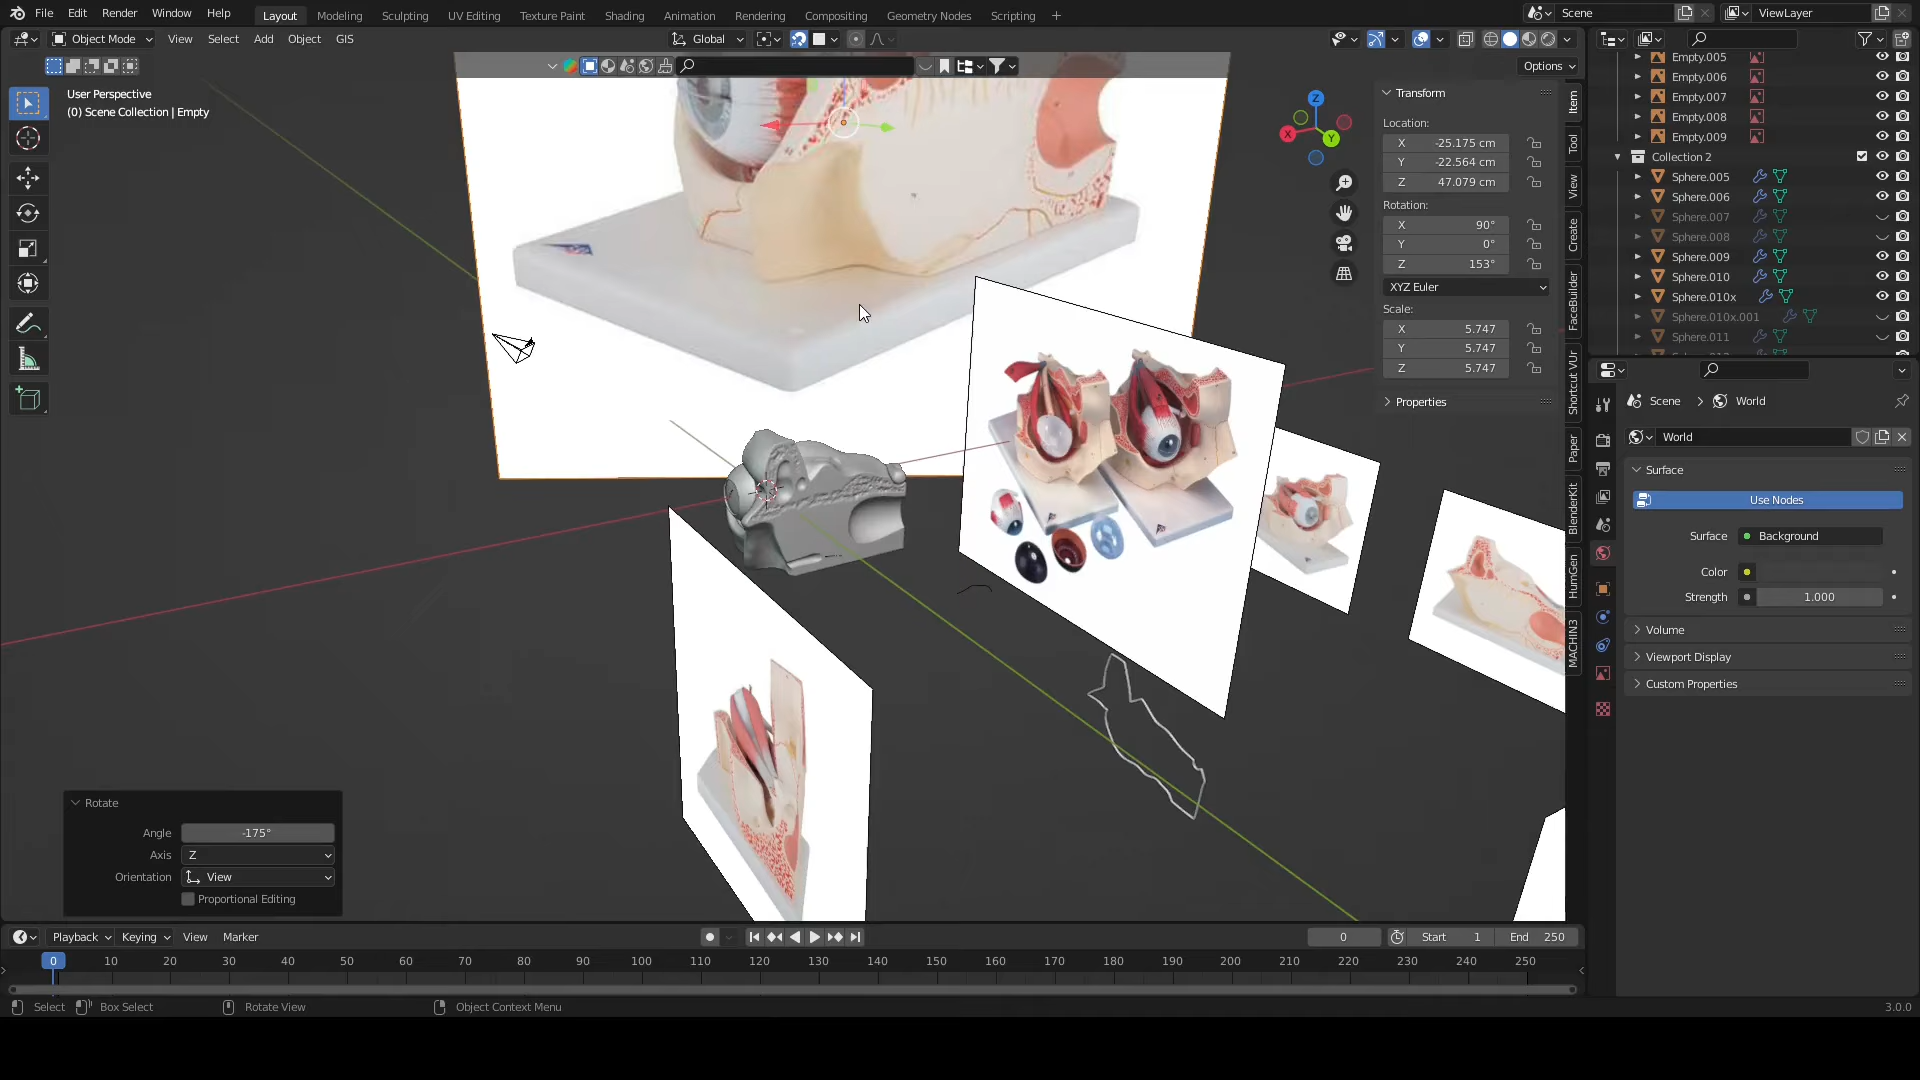 File Edit Render Window Help Layout Modeling Sculpting UV Editing Texture Paint Shading Animation Rendering Compositing Geometry Nodes Scripting + Scene ViewLayer
Object Mode View Select Add Object GIS Global
Options
User Perspective
(0) Scene Collection | Empty
Transform
Location:
X -25.175 cm
Y -22.564 cm
Z 47.079 cm
Rotation:
X 90°
Y 0°
Z 153°
XYZ Euler
Scale:
X 5.747
Y 5.747
Z 5.747
Properties
Item
Tool
View
Create
FaceBuilder
Shortcut VUr
Paper
BlenderKit
HumGen
MACHIN3
Z
X
Y
Empty.005
Empty.006
Empty.007
Empty.008
Empty.009
Collection 2
Sphere.005
Sphere.006
Sphere.007
Sphere.008
Sphere.009
Sphere.010
Sphere.010x
Sphere.010x.001
Sphere.011
Scene > World
World
Surface
Use Nodes
Surface Background
Color
Strength 1.000
Volume
Viewport Display
Custom Properties
Rotate
Angle -175°
Axis Z
Orientation View
Proportional Editing
Playback Keying View Marker 0 Start 1 End 250
0 10 20 30 40 50 60 70 80 90 100 110 120 130 140 150 160 170 180 190 200 210 220 230 240 250
Select Box Select Rotate View Object Context Menu 3.0.0